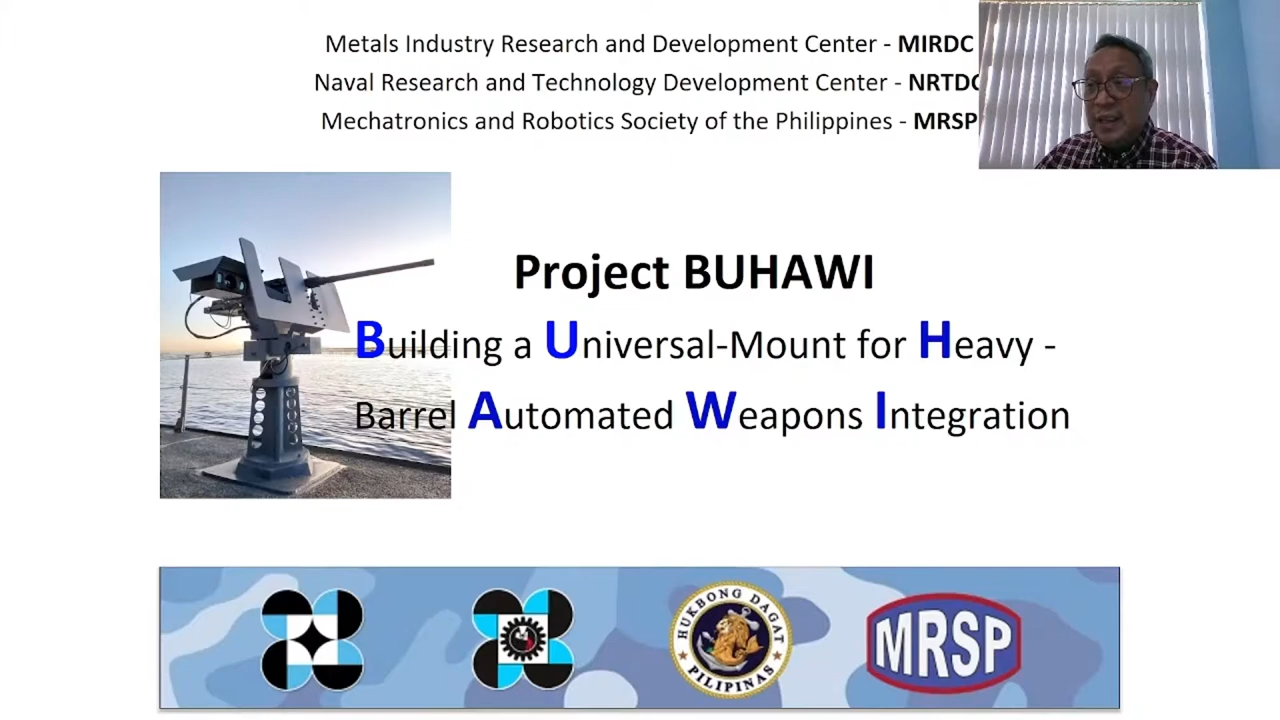 Metals Industry Research and Development Center - MIRDC
Naval Research and Technology Development Center - NRTDC
Mechatronics and Robotics Society of the Philippines - MRSP
Project BUHAWI
Building a Universal-Mount for Heavy -
Barrel Automated Weapons Integration
HUKBONG DAGAT
PILIPINAS
MRSP